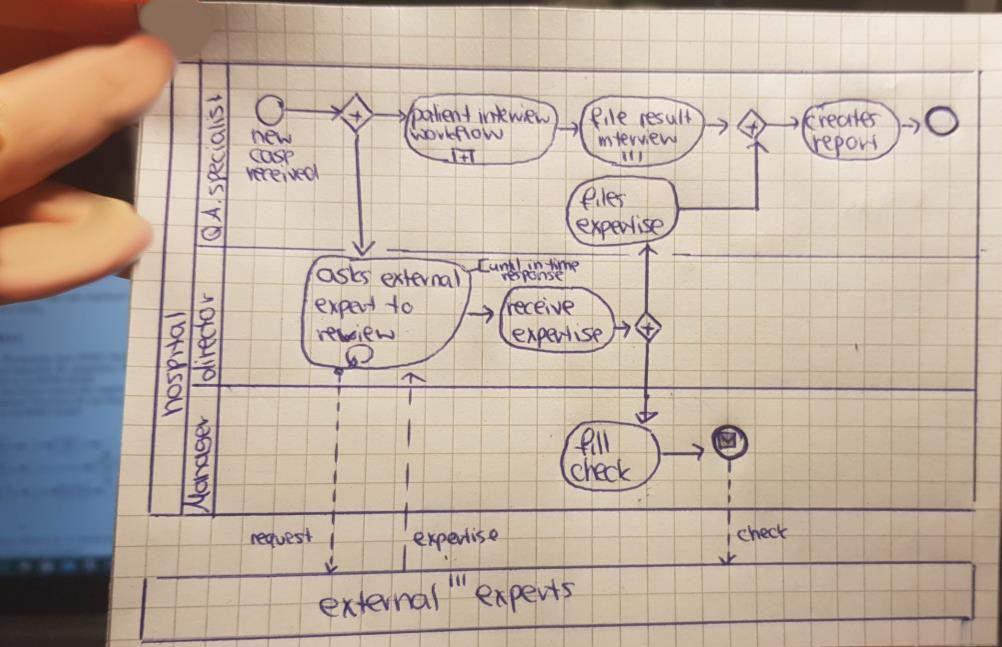 hospital
Q.A. specialist
new
case
received
patient interview
workflow
file result
interview
creates
report
files
expertise
director
asks external
expert to
review
until in-time
response
receive
expertise
Manager
fill
check
request
expertise
check
external experts